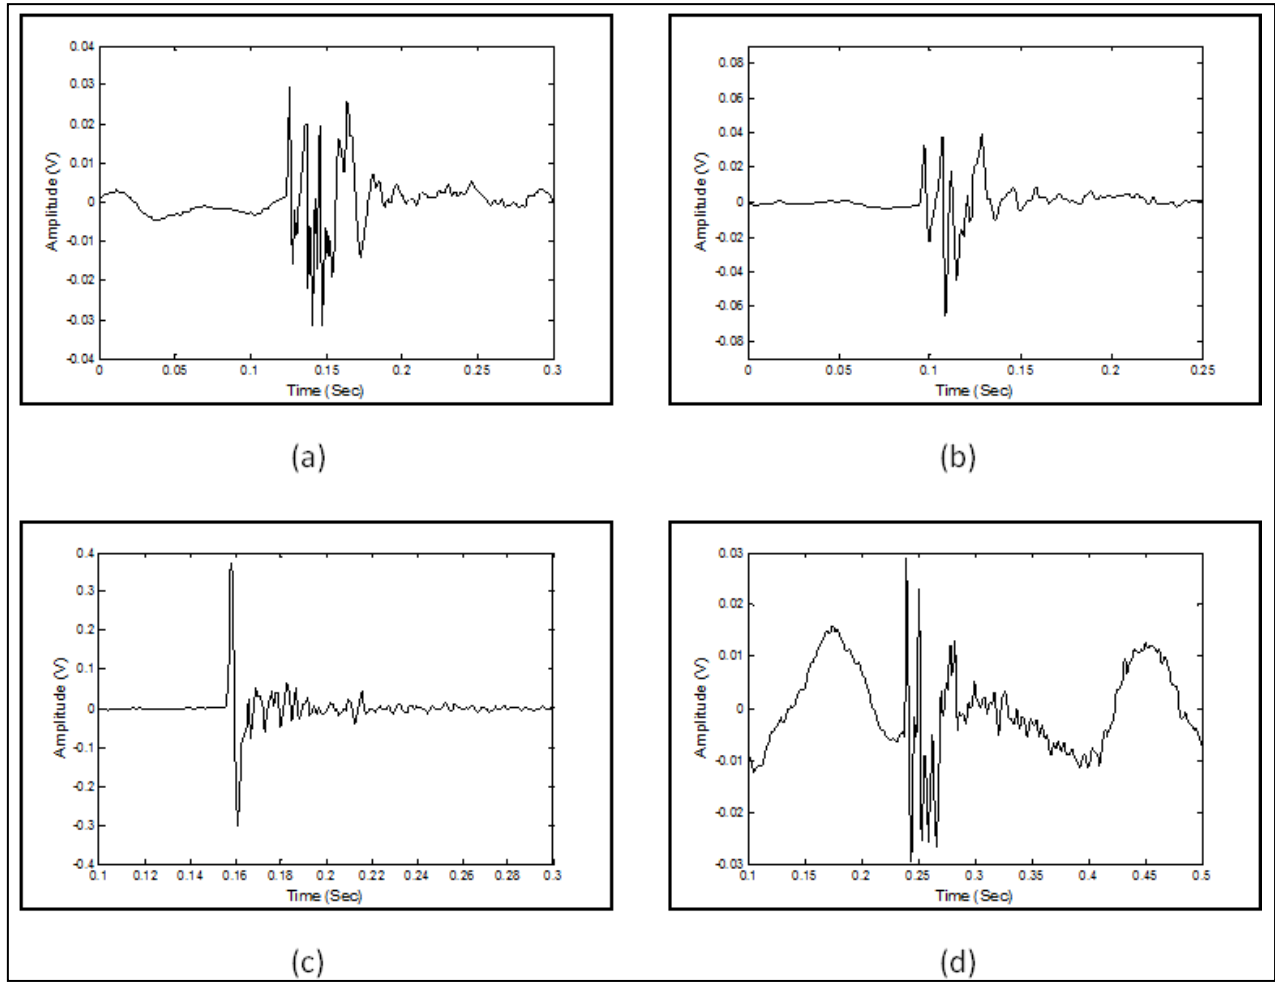 0.04
0.03
0.02
0.01
0
-0.01
-0.02
-0.03
-0.04
Amplitude (V)
0 0.05 0.1 0.15 0.2 0.25 0.3
Time (Sec)
(a)
0.08
0.06
0.04
0.02
0
-0.02
-0.04
-0.06
-0.08
Amplitude (V)
0 0.05 0.1 0.15 0.2 0.25
Time (Sec)
(b)
0.4
0.3
0.2
0.1
0
-0.1
-0.2
-0.3
-0.4
Amplitude (V)
0.1 0.12 0.14 0.16 0.18 0.2 0.22 0.24 0.26 0.28 0.3
Time (Sec)
(c)
0.03
0.02
0.01
0
-0.01
-0.02
-0.03
Amplitude (V)
0.1 0.15 0.2 0.25 0.3 0.35 0.4 0.45 0.5
Time (Sec)
(d)